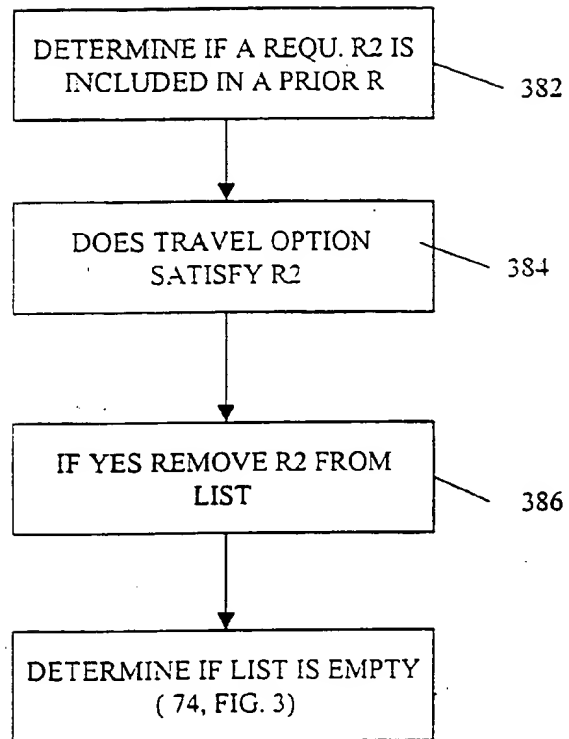 DETERMINE IF A REQU. R2 IS
INCLUDED IN A PRIOR R
382
DOES TRAVEL OPTION
SATISFY R2
384
IF YES REMOVE R2 FROM
LIST
386
DETERMINE IF LIST IS EMPTY
( 74, FIG. 3)